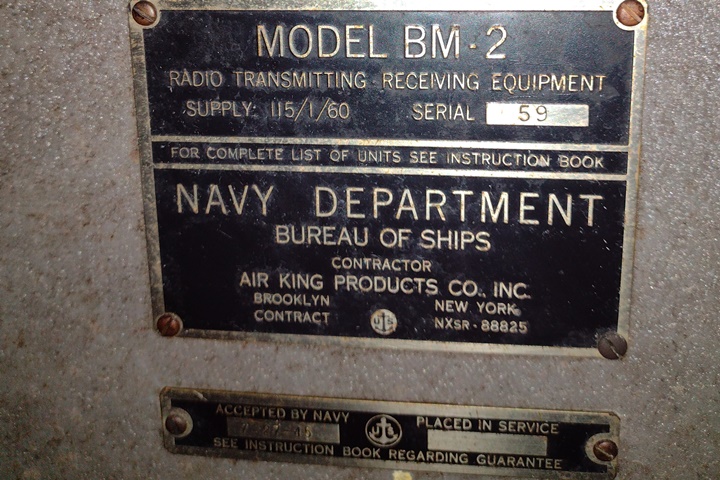 MODEL BM-2
RADIO TRANSMITTING - RECEIVING EQUIPMENT
SUPPLY: 115/1/60 SERIAL 59
FOR COMPLETE LIST OF UNITS SEE INSTRUCTION BOOK
NAVY DEPARTMENT
BUREAU OF SHIPS
CONTRACTOR
AIR KING PRODUCTS CO., INC.
BROOKLYN NEW YORK
CONTRACT NXSR-88825
ACCEPTED BY NAVY PLACED IN SERVICE
SEE INSTRUCTION BOOK REGARDING GUARANTEE